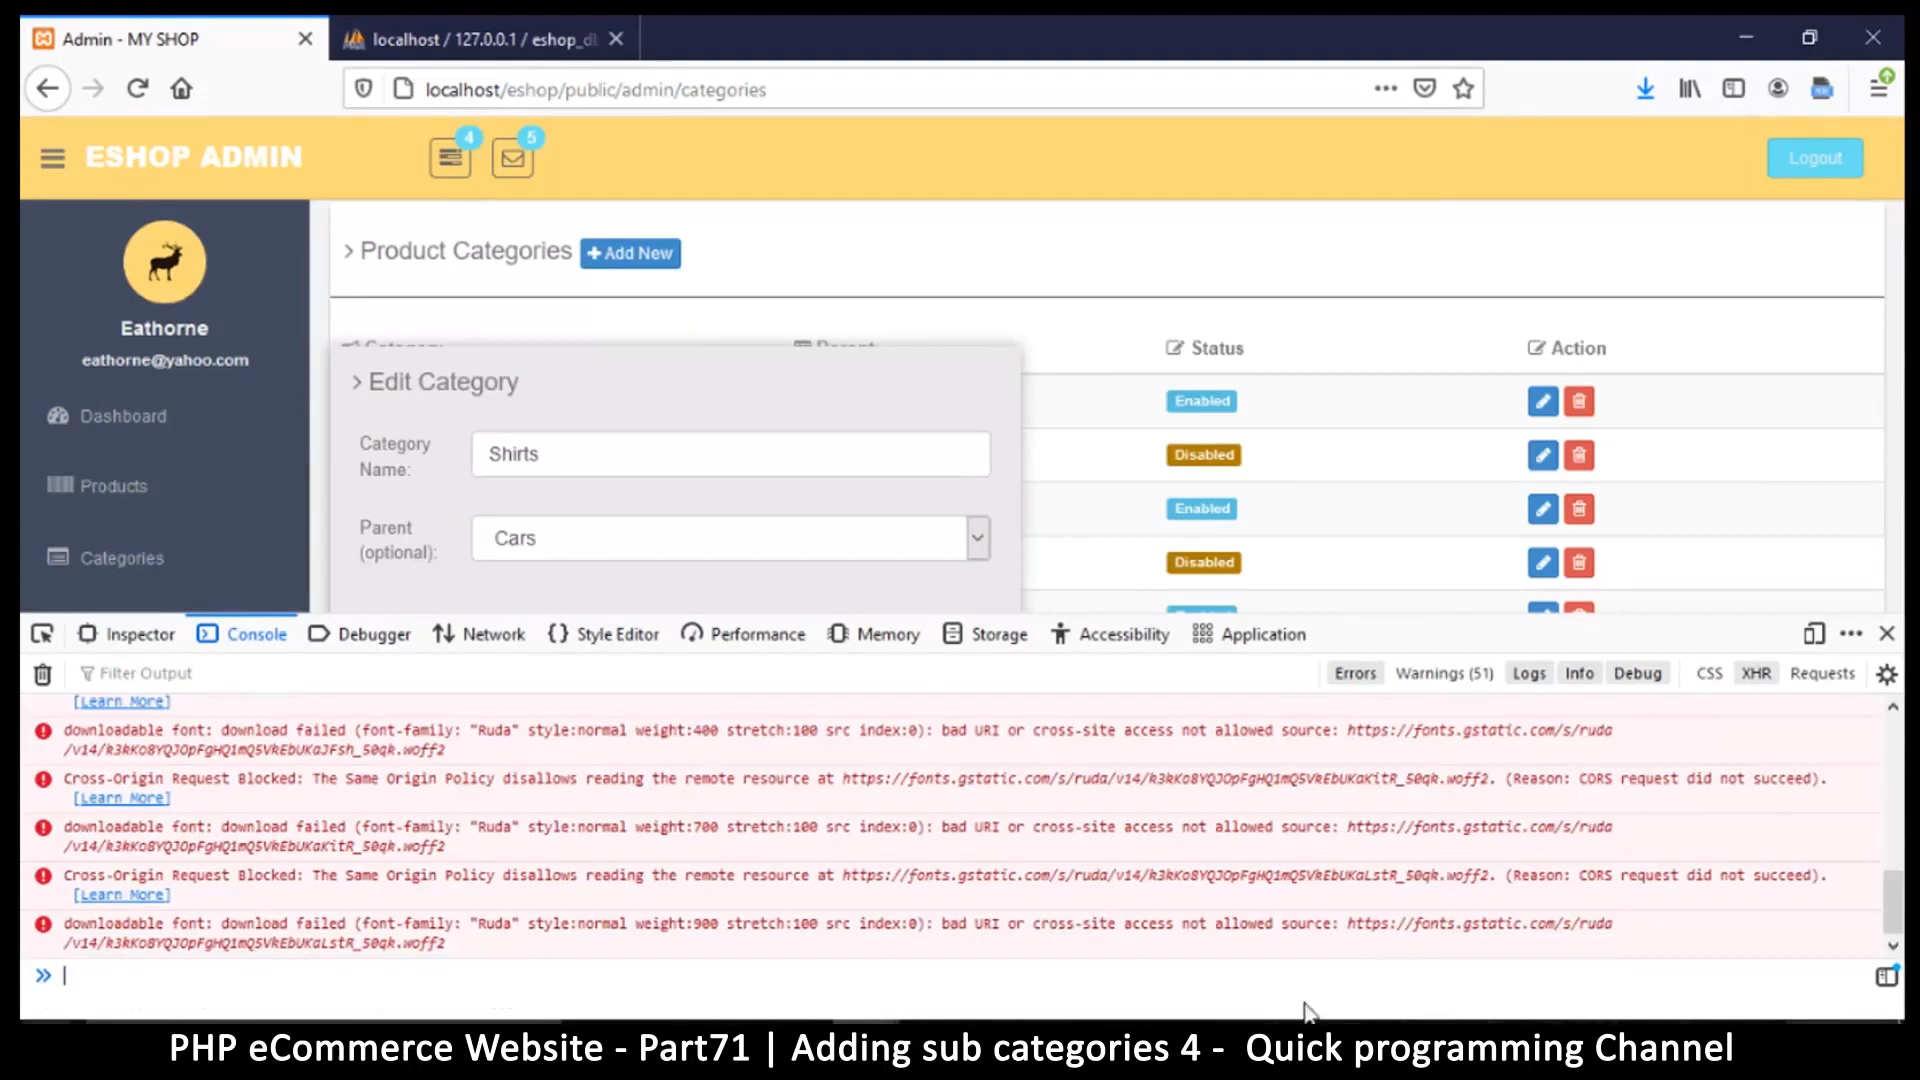 Admin - MY SHOP
localhost / 127.0.0.1 / eshop_d
localhost/eshop/public/admin/categories
ESHOP ADMIN
4
5
Logout
Eathorne
eathorne@yahoo.com
Dashboard
Products
Categories
Product Categories
Add New
Category
Parent
Status
Action
Edit Category
Category Name:
Shirts
Parent (optional):
Cars
Enabled
Disabled
Enabled
Disabled
Inspector
Console
Debugger
Network
Style Editor
Performance
Memory
Storage
Accessibility
Application
Filter Output
Errors
Warnings (51)
Logs
Info
Debug
CSS
XHR
Requests
[Learn More]
downloadable font: download failed (font-family: "Ruda" style:normal weight:400 stretch:100 src index:0): bad URI or cross-site access not allowed source: https://fonts.gstatic.com/s/ruda
/v14/k3kKo8YQJOpFgHQ1mQ5VkEbUKaJFsh_50qk.woff2
Cross-Origin Request Blocked: The Same Origin Policy disallows reading the remote resource at https://fonts.gstatic.com/s/ruda/v14/k3kKo8YQJOpFgHQ1mQ5VkEbUKaKitR_50qk.woff2. (Reason: CORS request did not succeed).
[Learn More]
downloadable font: download failed (font-family: "Ruda" style:normal weight:700 stretch:100 src index:0): bad URI or cross-site access not allowed source: https://fonts.gstatic.com/s/ruda
/v14/k3kKo8YQJOpFgHQ1mQ5VkEbUKaKitR_50qk.woff2
Cross-Origin Request Blocked: The Same Origin Policy disallows reading the remote resource at https://fonts.gstatic.com/s/ruda/v14/k3kKo8YQJOpFgHQ1mQ5VkEbUKaLstR_50qk.woff2. (Reason: CORS request did not succeed).
[Learn More]
downloadable font: download failed (font-family: "Ruda" style:normal weight:900 stretch:100 src index:0): bad URI or cross-site access not allowed source: https://fonts.gstatic.com/s/ruda
/v14/k3kKo8YQJOpFgHQ1mQ5VkEbUKaLstR_50qk.woff2
PHP eCommerce Website - Part71 | Adding sub categories 4 - Quick programming Channel